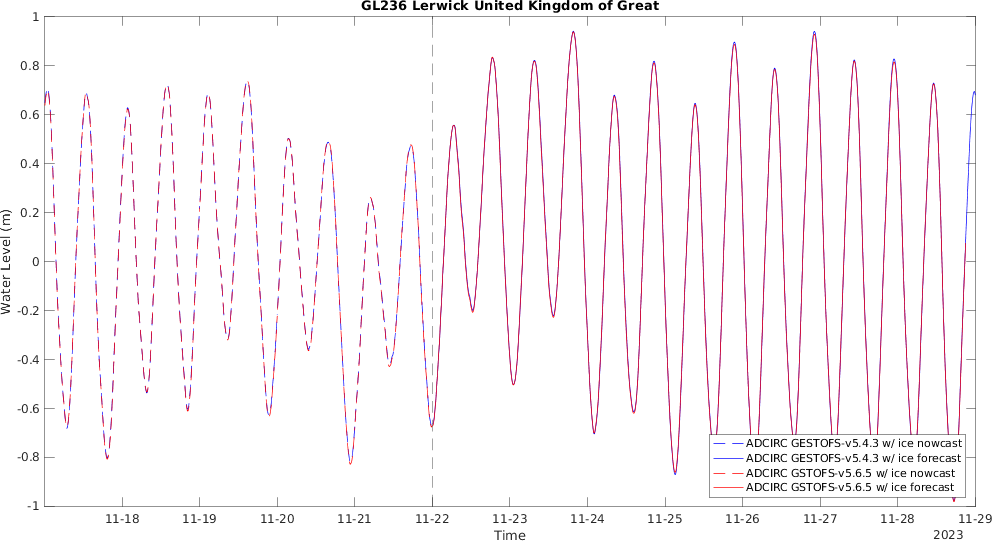 GL236 Lerwick United Kingdom of Great
1
0.8
0.6
0.4
0.2
0
-0.2
-0.4
-0.6
-0.8
-1
Water Level (m)
ADCIRC GESTOFS-v5.4.3 w/ ice nowcast
ADCIRC GESTOFS-v5.4.3 w/ ice forecast
ADCIRC GSTOFS-v5.6.5 w/ ice nowcast
ADCIRC GSTOFS-v5.6.5 w/ ice forecast
11-18 11-19 11-20 11-21 11-22 11-23 11-24 11-25 11-26 11-27 11-28 11-29
Time
2023